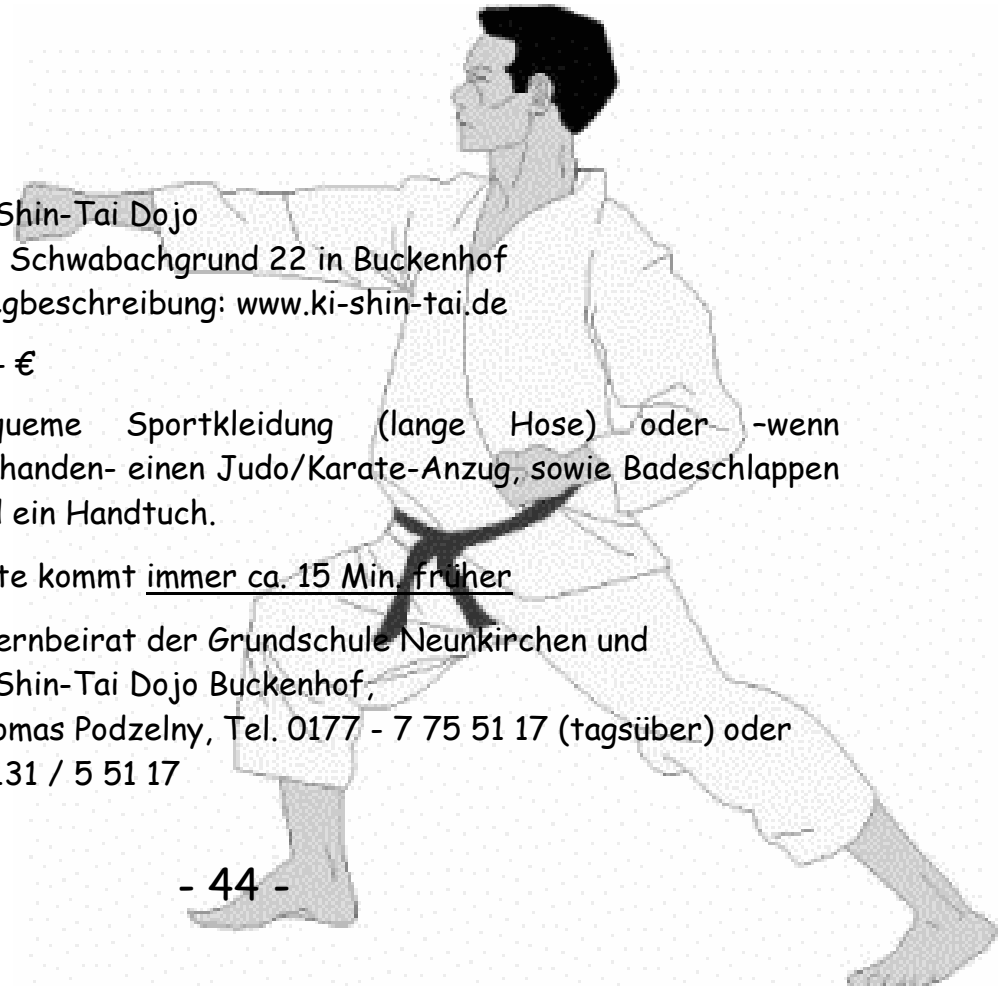 Shin-Tai Dojo
Schwabachgrund 22 in Buckenhof
gbeschreibung: www.ki-shin-tai.de
- €
queme Sportkleidung (lange Hose) oder –wenn
handen- einen Judo/Karate-Anzug, sowie Badeschlappen
ein Handtuch.
te kommt immer ca. 15 Min. früher
ernbeirat der Grundschule Neunkirchen und
Shin-Tai Dojo Buckenhof,
omas Podzelny, Tel. 0177 - 7 75 51 17 (tagsüber) oder
131 / 5 51 17
- 44 -